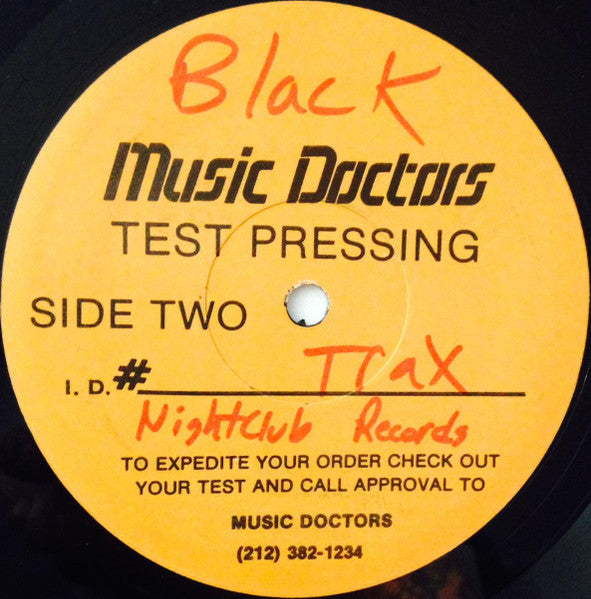 Black
Music Doctors
TEST PRESSING
SIDE TWO
Trax
I. D. #
Nightclub Records
TO EXPEDITE YOUR ORDER CHECK OUT
YOUR TEST AND CALL APPROVAL TO
MUSIC DOCTORS
(212) 382-1234